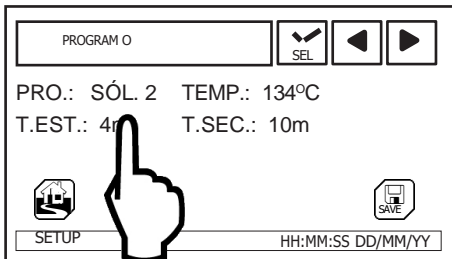 PROGRAM O
SEL
PRO.: SÓL. 2 TEMP.: 134ºC
T.EST.: 4 T.SEC.: 10m
SAVE
SETUP HH:MM:SS DD/MM/YY